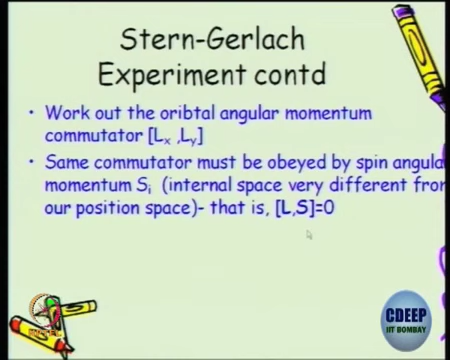 Stern-Gerlach
Experiment contd
• Work out the oribtal angular momentum
commutator [Lx ,Ly]
• Same commutator must be obeyed by spin angula
momentum Si (internal space very different from
our position space)- that is, [L,S]=0
CDEEP
IIT BOMBAY